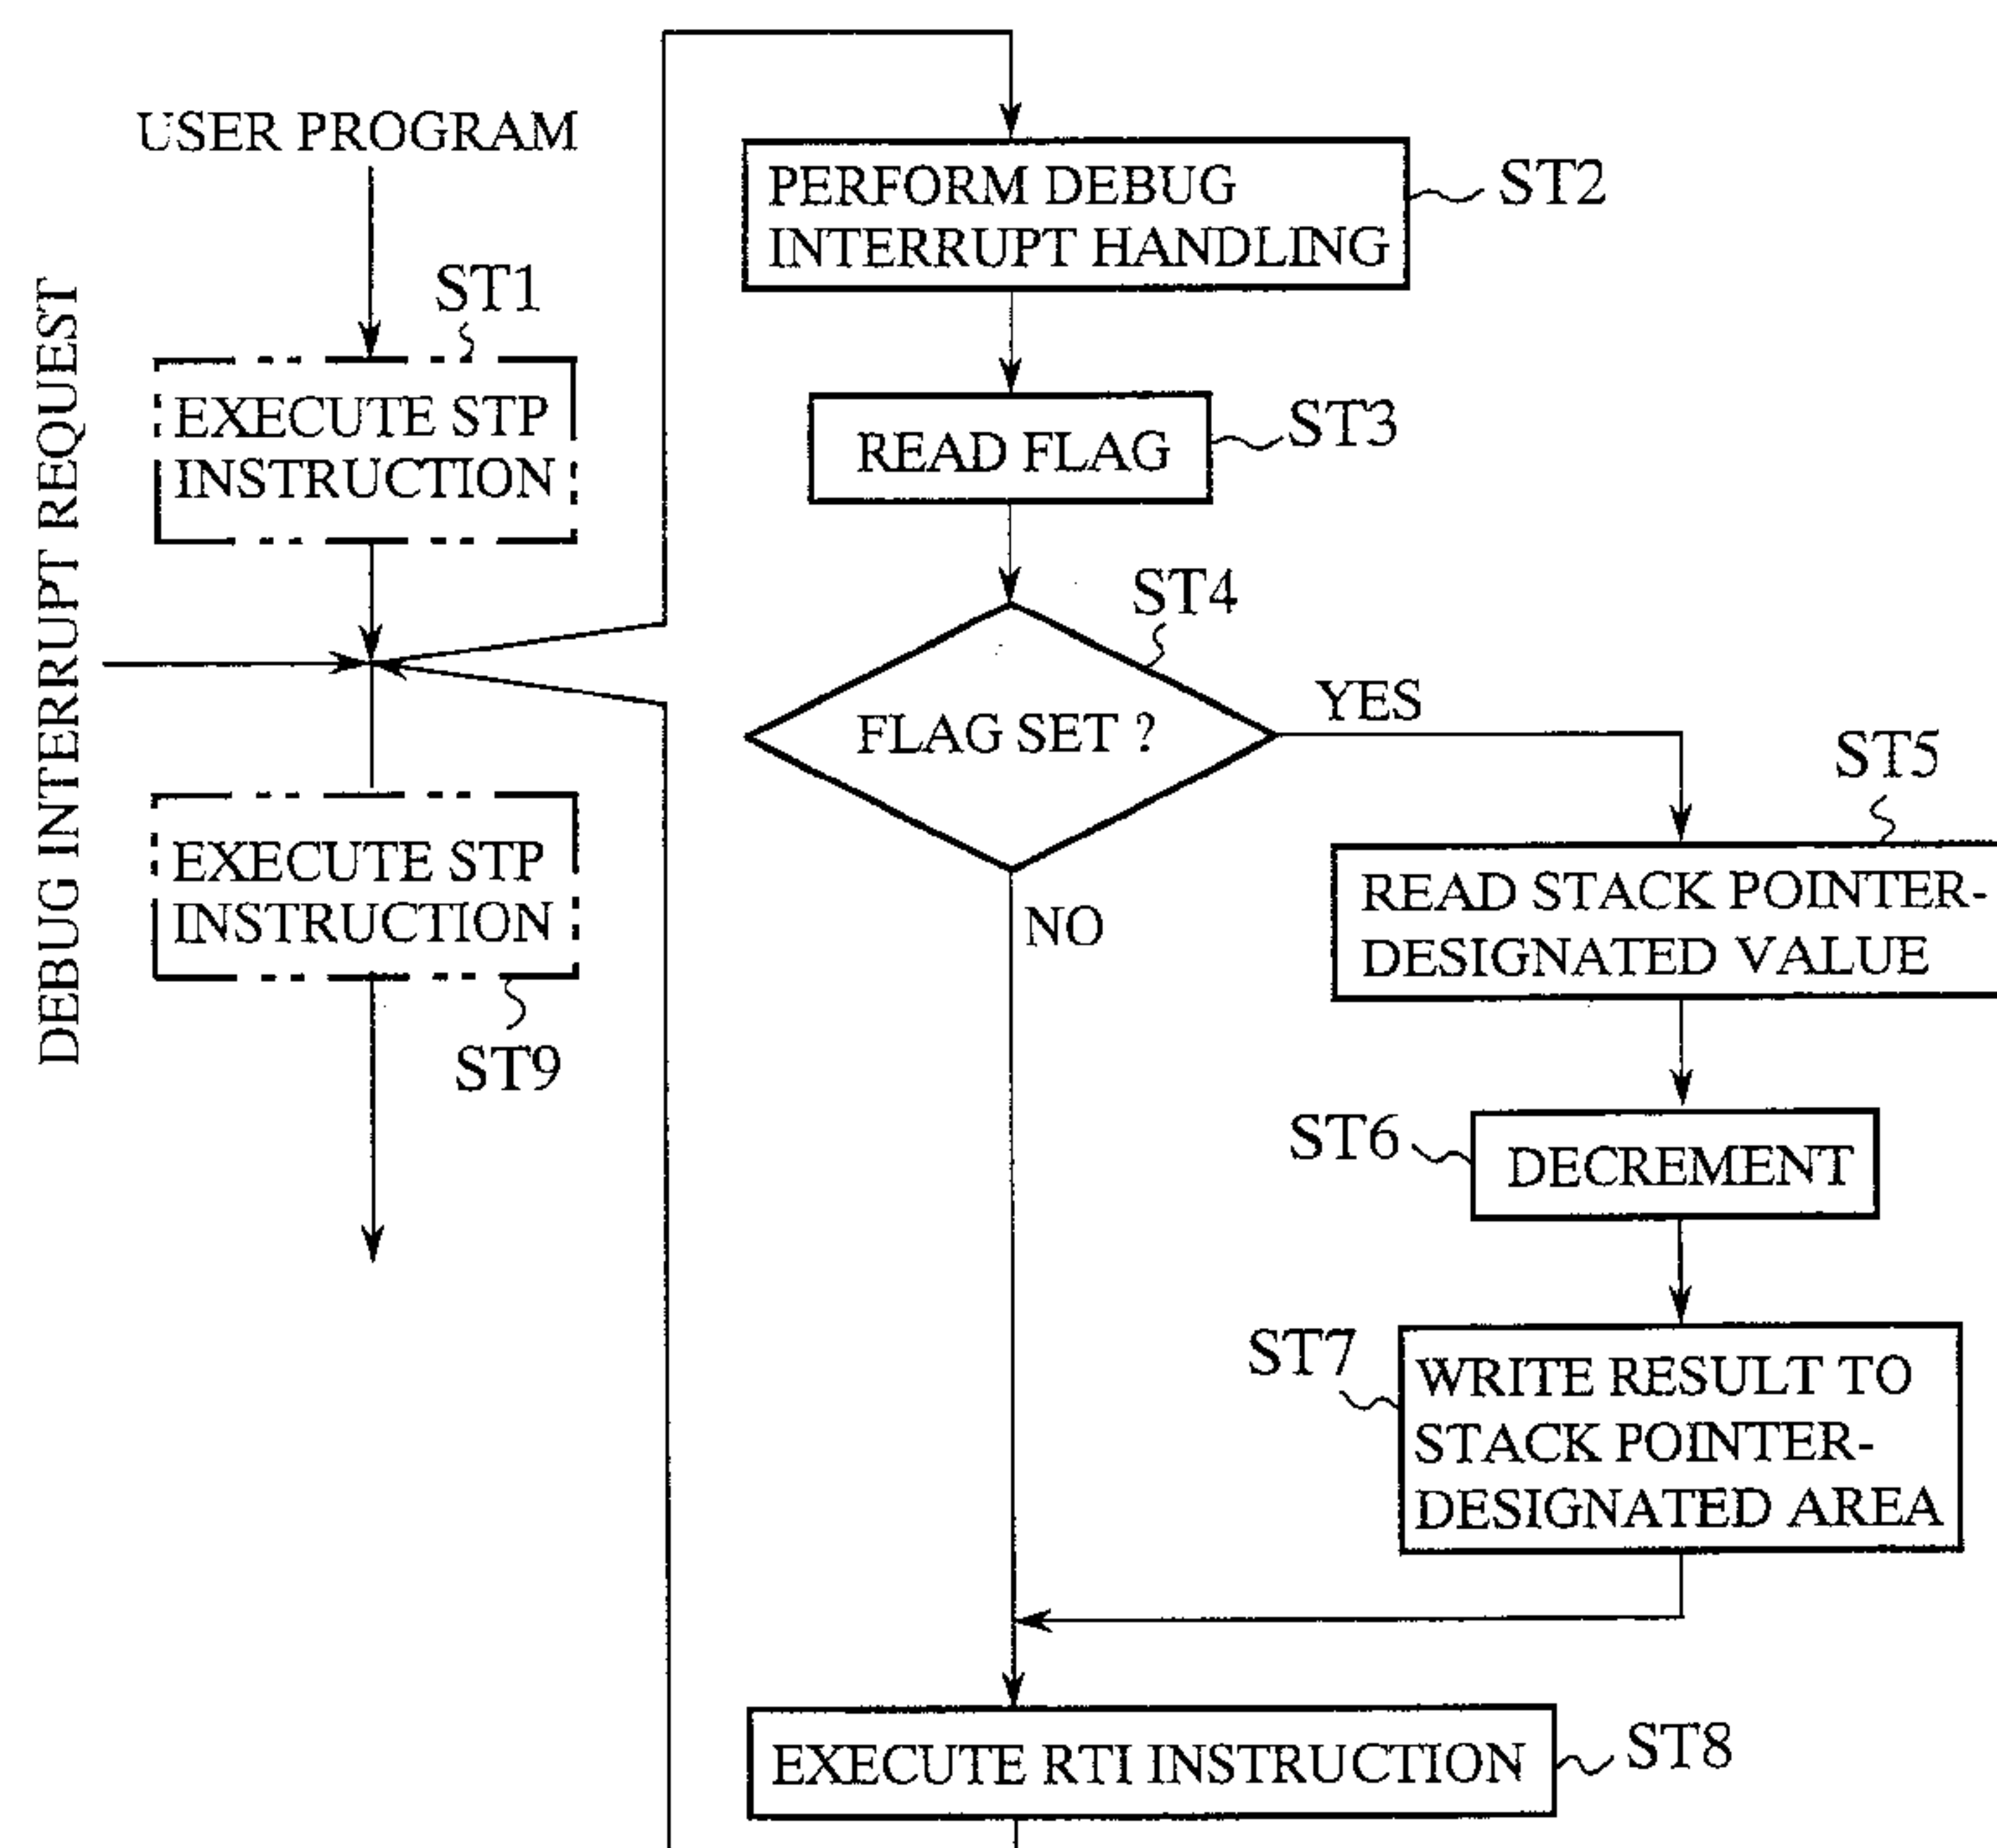 USER PROGRAM
ST1
EXECUTE STP
INSTRUCTION
DEBUG INTERRUPT REQUEST
EXECUTE STP
INSTRUCTION
ST9
PERFORM DEBUG
INTERRUPT HANDLING
ST2
READ FLAG
ST3
ST4
FLAG SET ?
YES
NO
ST5
READ STACK POINTER-
DESIGNATED VALUE
ST6
DECREMENT
ST7
WRITE RESULT TO
STACK POINTER-
DESIGNATED AREA
EXECUTE RTI INSTRUCTION
ST8